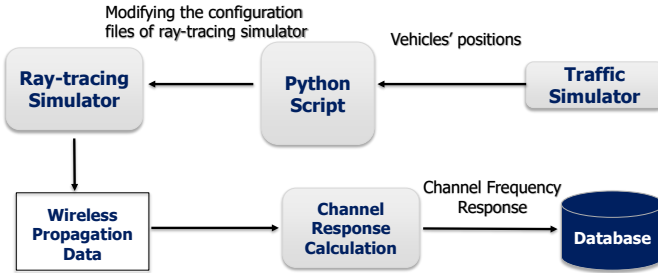 Modifying the configuration
files of ray-tracing simulator
Vehicles' positions
Ray-tracing
Simulator
Python
Script
Traffic
Simulator
Wireless
Propagation
Data
Channel
Response
Calculation
Channel Frequency
Response
Database